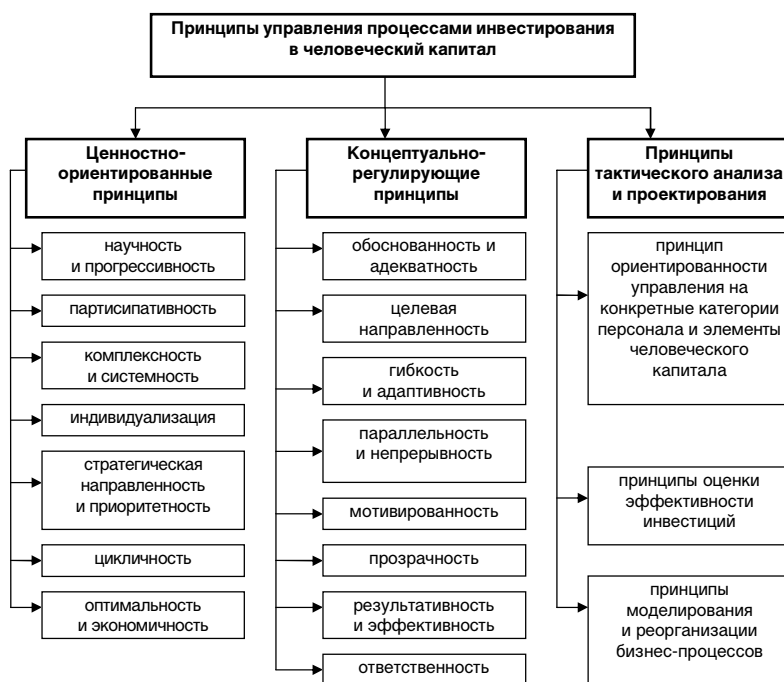 Принципы управления процессами инвестирования
в человеческий капитал
Ценностно-
ориентированные
принципы
научность
и прогрессивность
партисипативность
комплексность
и системность
индивидуализация
стратегическая
направленность
и приоритетность
цикличность
оптимальность
и экономичность
Концептуально-
регулирующие
принципы
обоснованность и
адекватность
целевая
направленность
гибкость
и адаптивность
параллельность
и непрерывность
мотивированность
прозрачность
результативность
и эффективность
ответственность
Принципы
тактического анализа
и проектирования
принцип
ориентированности
управления на
конкретные категории
персонала и элементы
человеческого
капитала
принципы оценки
эффективности
инвестиций
принципы
моделирования
и реорганизации
бизнес-процессов